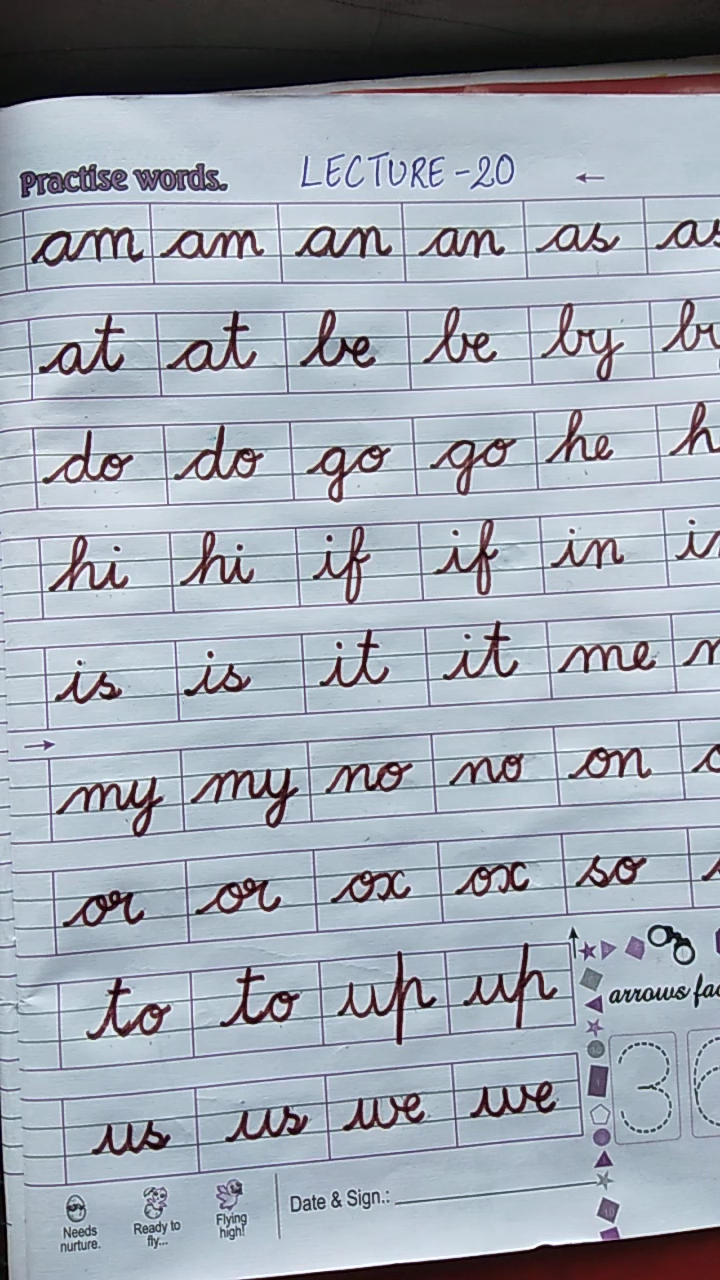 Practise words. LECTURE-20
am am an an as as
at at be be by
do do go go he
hi hi if if in
is is it it me
my my no no on
or or ox ox so
to to up up
arrows
us us we we
36
Needs nurture. Ready to fly... Flying high! Date & Sign.: